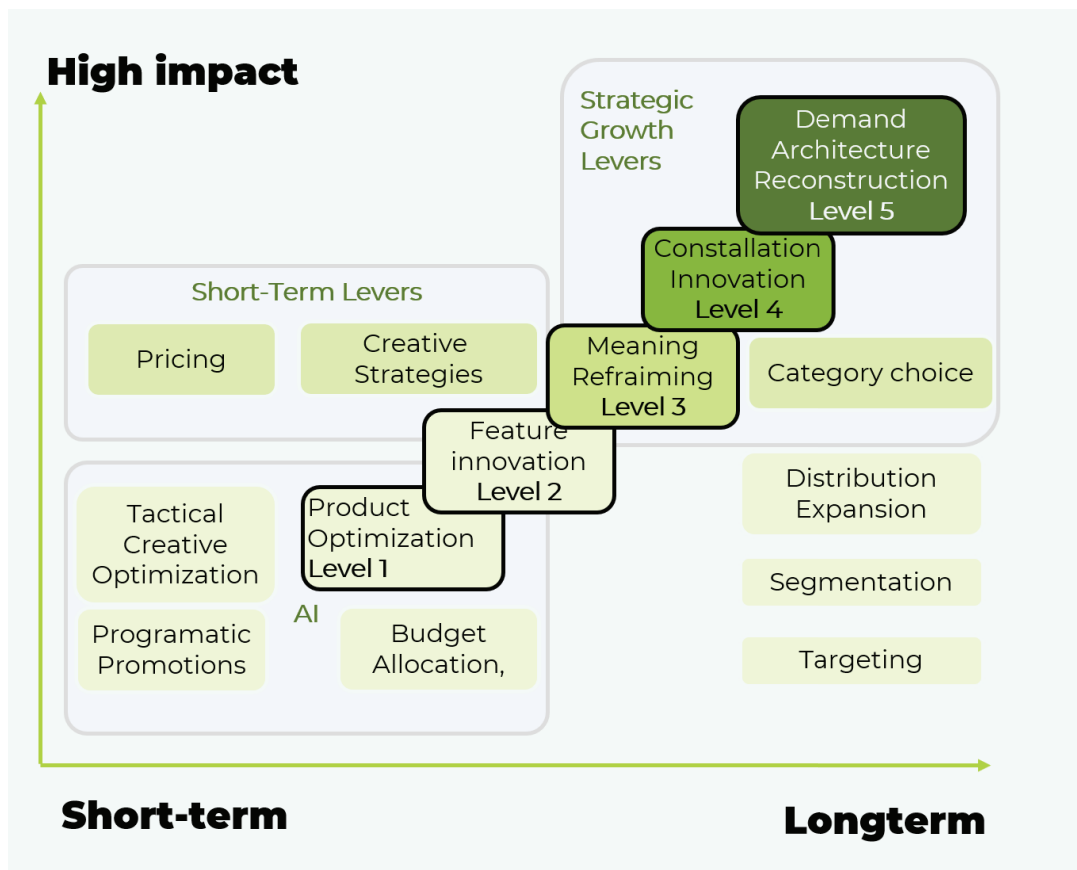 High impact
Strategic
Growth
Levers
Demand
Architecture
Reconstruction
Level 5
Constallation
Innovation
Level 4
Short-Term Levers
Pricing
Creative
Strategies
Meaning
Refraiming
Level 3
Category choice
Feature
innovation
Level 2
Distribution
Expansion
Tactical
Creative
Optimization
Product
Optimization
Level 1
Segmentation
AI
Programatic
Promotions
Budget
Allocation,
Targeting
Short-term
Longterm